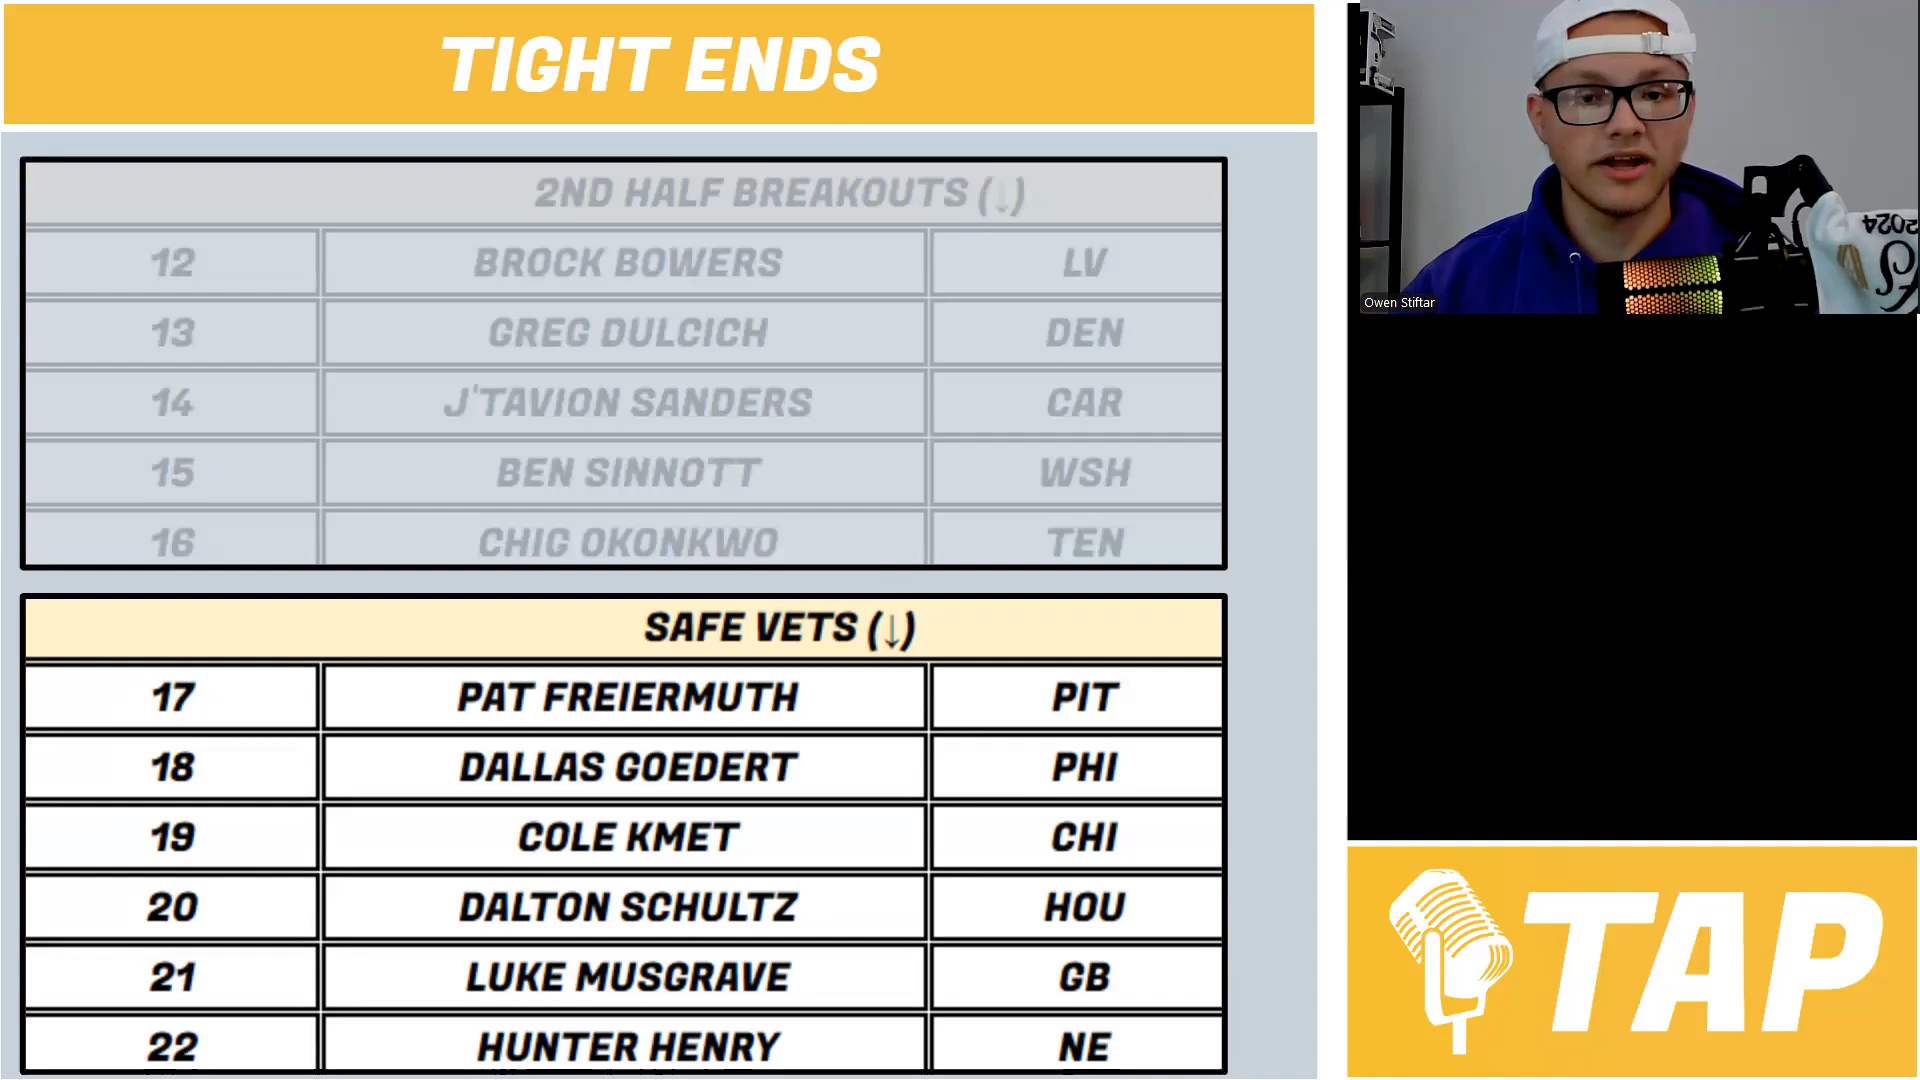 TIGHT ENDS
2ND HALF BREAKOUTS (↓)
12 BROCK BOWERS LV
13 GREG DULCICH DEN
14 J'TAVION SANDERS CAR
15 BEN SINNOTT WSH
16 CHIG OKONKWO TEN
SAFE VETS (↓)
17 PAT FREIERMUTH PIT
18 DALLAS GOEDERT PHI
19 COLE KMET CHI
20 DALTON SCHULTZ HOU
21 LUKE MUSGRAVE GB
22 HUNTER HENRY NE
2024
Owen Stiftar
TAP